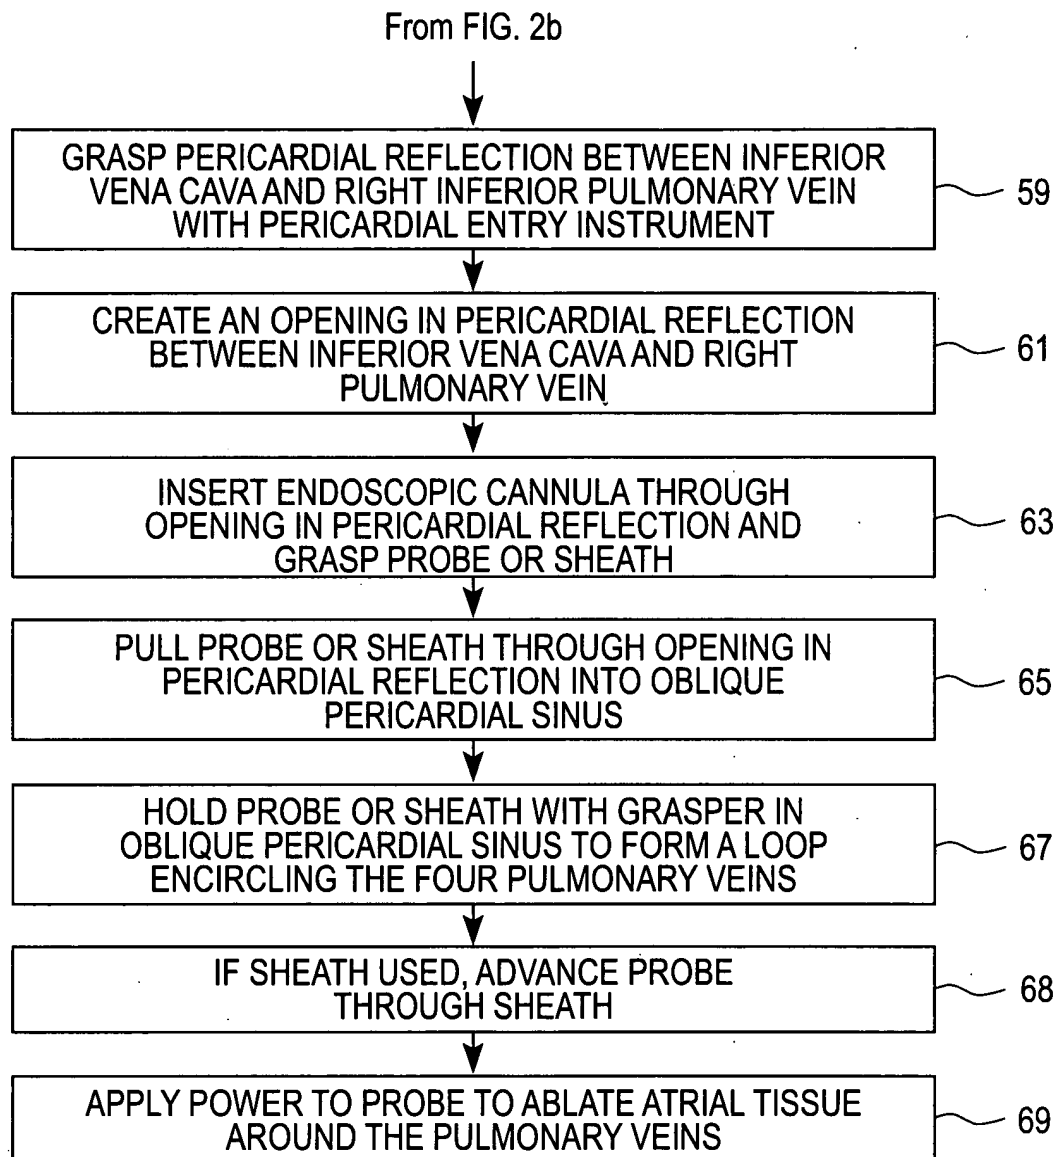 From FIG. 2b
GRASP PERICARDIAL REFLECTION BETWEEN INFERIOR
VENA CAVA AND RIGHT INFERIOR PULMONARY VEIN
WITH PERICARDIAL ENTRY INSTRUMENT
59
CREATE AN OPENING IN PERICARDIAL REFLECTION
BETWEEN INFERIOR VENA CAVA AND RIGHT
PULMONARY VEIN
61
INSERT ENDOSCOPIC CANNULA THROUGH
OPENING IN PERICARDIAL REFLECTION AND
GRASP PROBE OR SHEATH
63
PULL PROBE OR SHEATH THROUGH OPENING IN
PERICARDIAL REFLECTION INTO OBLIQUE
PERICARDIAL SINUS
65
HOLD PROBE OR SHEATH WITH GRASPER IN
OBLIQUE PERICARDIAL SINUS TO FORM A LOOP
ENCIRCLING THE FOUR PULMONARY VEINS
67
IF SHEATH USED, ADVANCE PROBE
THROUGH SHEATH
68
APPLY POWER TO PROBE TO ABLATE ATRIAL TISSUE
AROUND THE PULMONARY VEINS
69